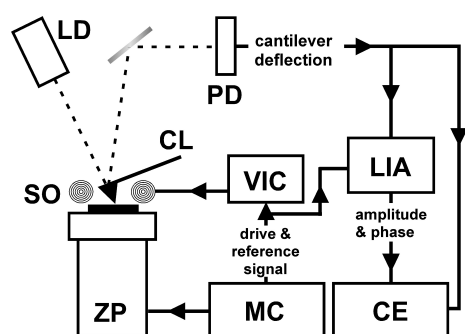 LD
PD
cantilever
deflection
CL
SO
VIC
LIA
drive &
reference
signal
amplitude
& phase
ZP
MC
CE